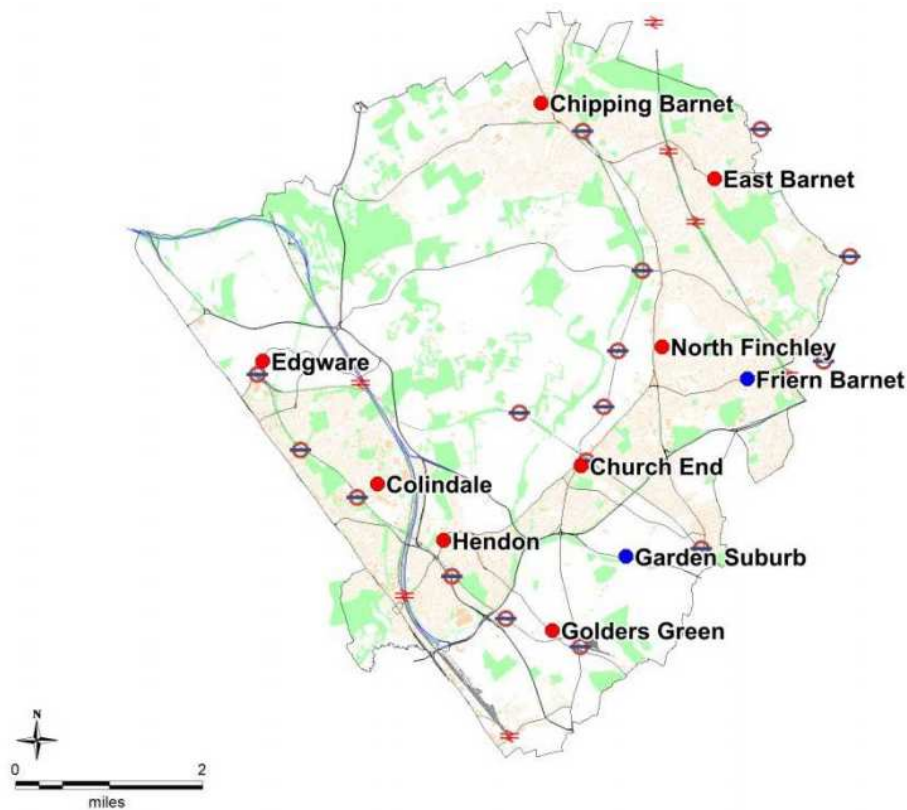 Chipping Barnet
East Barnet
North Finchley
Edgware
Friern Barnet
Church End
Colindale
Hendon
Garden Suburb
Golders Green
N
0 2
miles